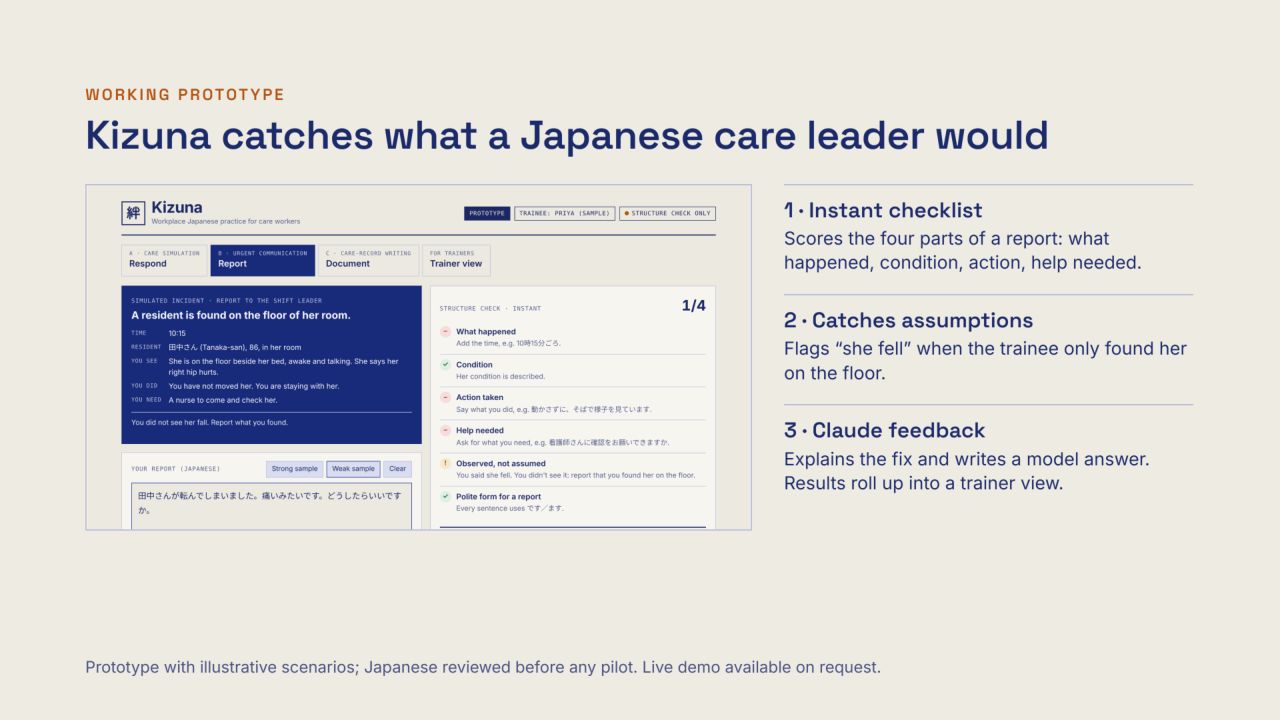 WORKING PROTOTYPE
Kizuna catches what a Japanese care leader would
絆
Kizuna
Workplace Japanese practice for care workers
PROTOTYPE
TRAINEE: PRIYA (SAMPLE)
STRUCTURE CHECK ONLY
A · CARE SIMULATION
Respond
B · URGENT COMMUNICATION
Report
C · CARE-RECORD WRITING
Document
FOR TRAINERS
Trainer view
SIMULATED INCIDENT · REPORT TO THE SHIFT LEADER
A resident is found on the floor of her room.
TIME 10:15
RESIDENT 田中さん (Tanaka-san), 86, in her room
YOU SEE She is on the floor beside her bed, awake and talking. She says her
right hip hurts.
YOU DID You have not moved her. You are staying with her.
YOU NEED A nurse to come and check her.
You did not see her fall. Report what you found.
YOUR REPORT (JAPANESE)
Strong sample
Weak sample
Clear
田中さんが転んでしまいました。痛いみたいです。どうしたらいいです
か。
STRUCTURE CHECK · INSTANT
1/4
What happened
Add the time, e.g. 10時15分ごろ.
Condition
Her condition is described.
Action taken
Say what you did, e.g. 動かさずに、そばで様子を見ています.
Help needed
Ask for what you need, e.g. 看護師さんに確認をお願いできますか.
Observed, not assumed
You said she fell. You didn't see it: report that you found her on the floor.
Polite form for a report
Every sentence uses です／ます.
1 · Instant checklist
Scores the four parts of a report: what
happened, condition, action, help needed.
2 · Catches assumptions
Flags “she fell” when the trainee only found her
on the floor.
3 · Claude feedback
Explains the fix and writes a model answer.
Results roll up into a trainer view.
Prototype with illustrative scenarios; Japanese reviewed before any pilot. Live demo available on request.